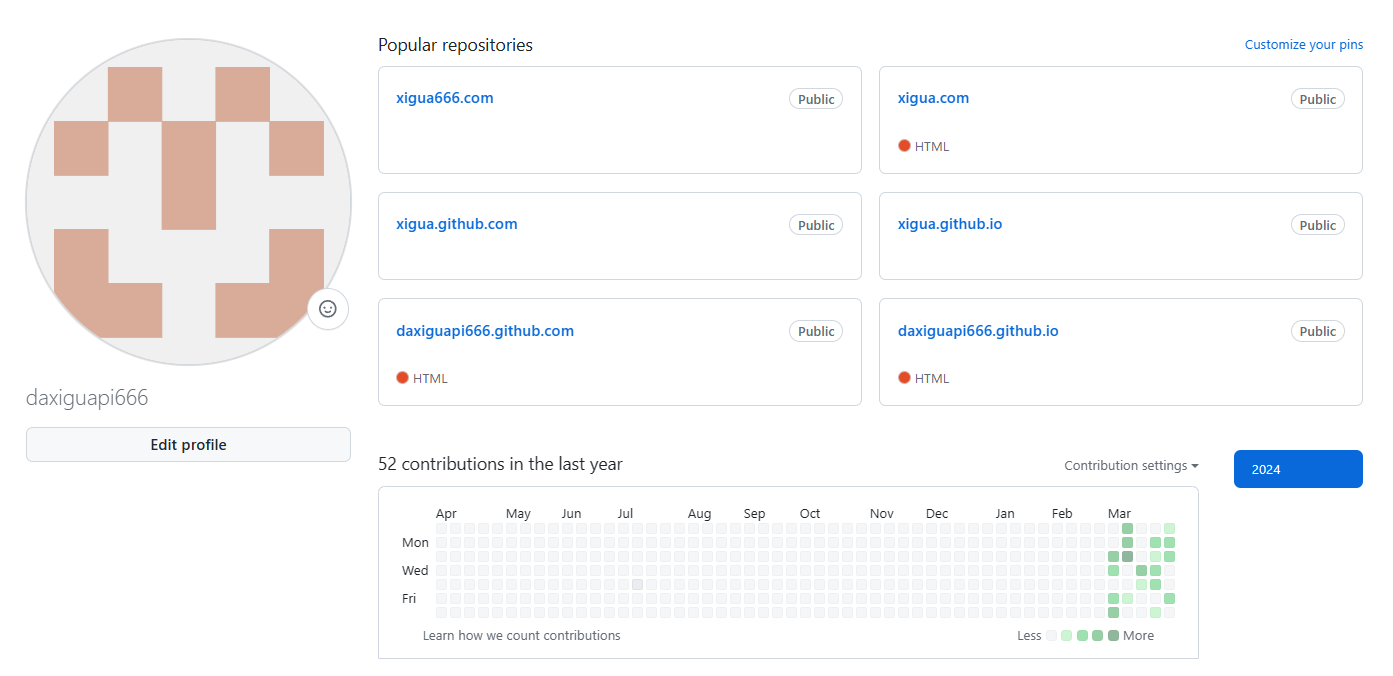 Popular repositories
Customize your pins
xigua666.com
Public
xigua.com
Public
HTML
xigua.github.com
Public
xigua.github.io
Public
daxiguapi666.github.com
Public
HTML
daxiguapi666.github.io
Public
HTML
daxiguapi666
Edit profile
52 contributions in the last year
Contribution settings
2024
Apr May Jun Jul Aug Sep Oct Nov Dec Jan Feb Mar
Mon
Wed
Fri
Learn how we count contributions
Less
More